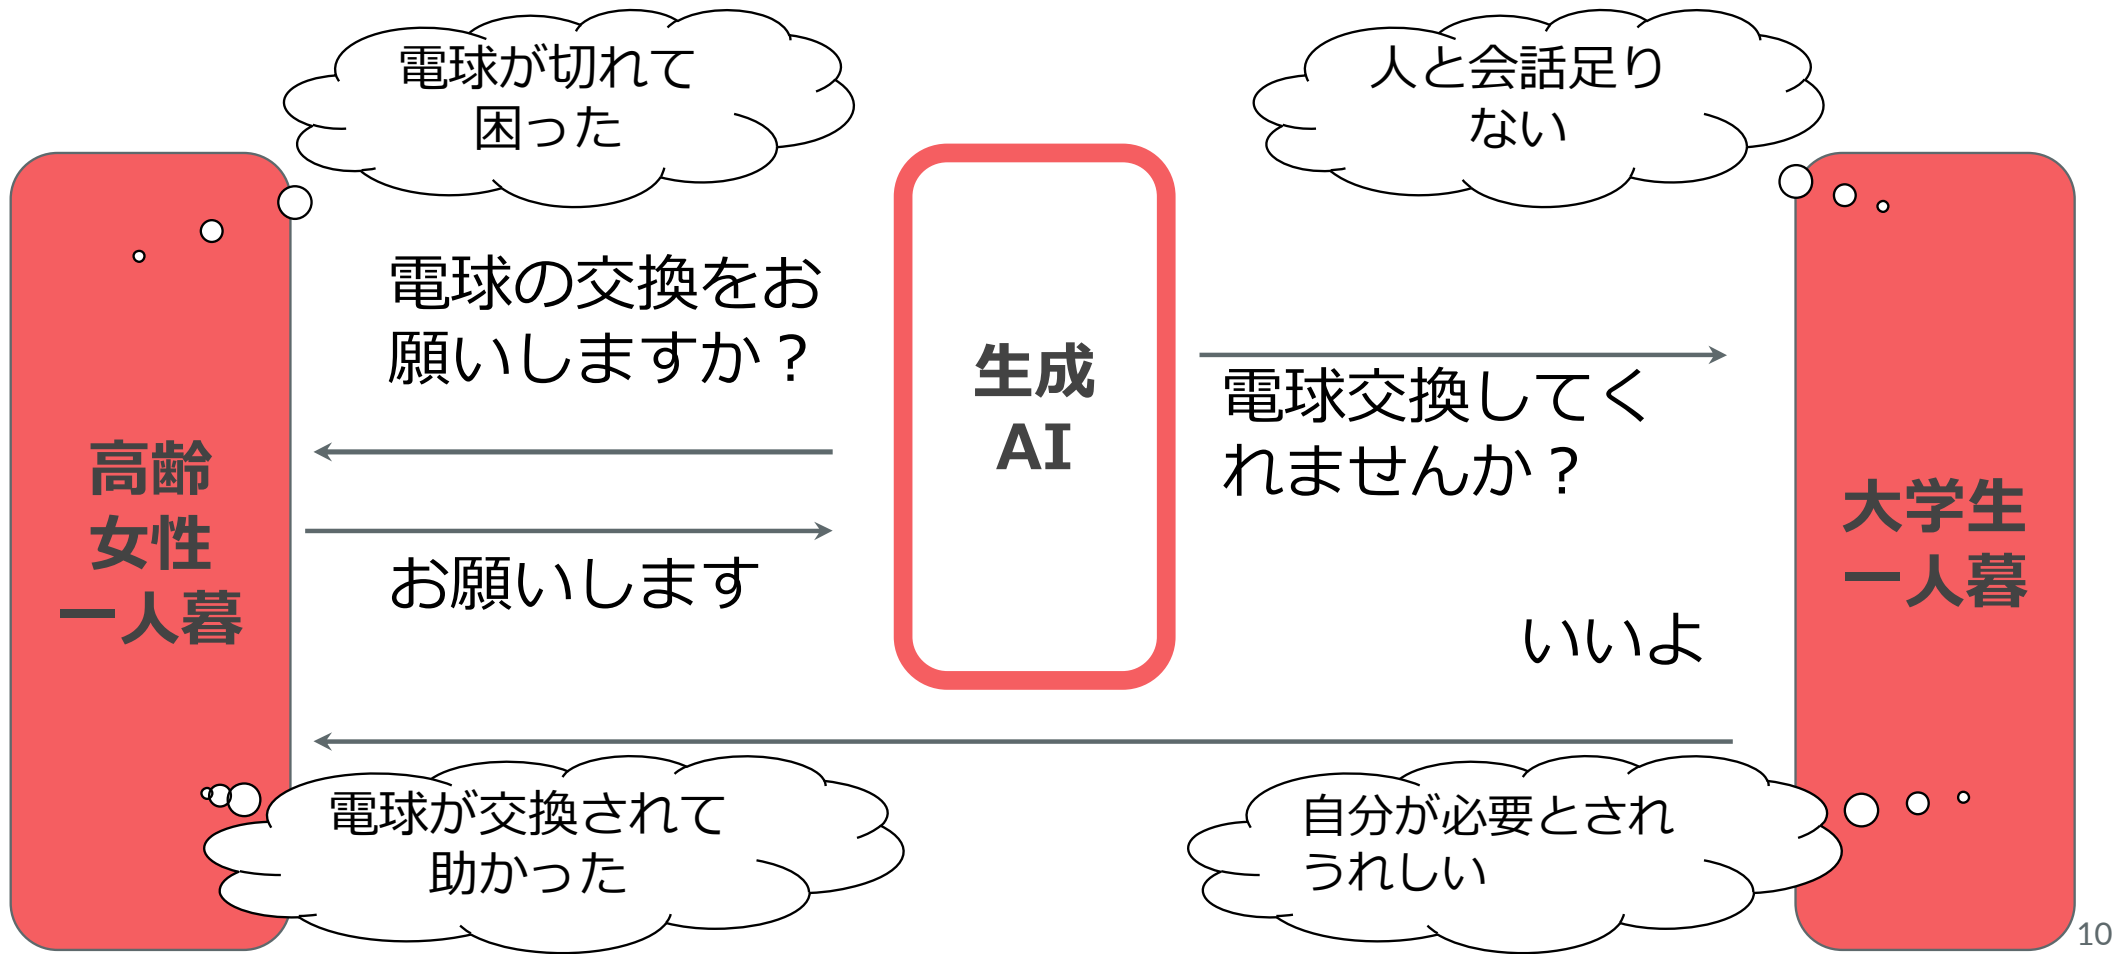 電球が切れて
困った
人と会話足り
ない
電球の交換をお
願いしますか？
生成
AI
電球交換してく
れませんか？
高齢
女性
一人暮
お願いします
大学生
一人暮
いいよ
電球が交換されて
助かった
自分が必要とされ
うれしい
10